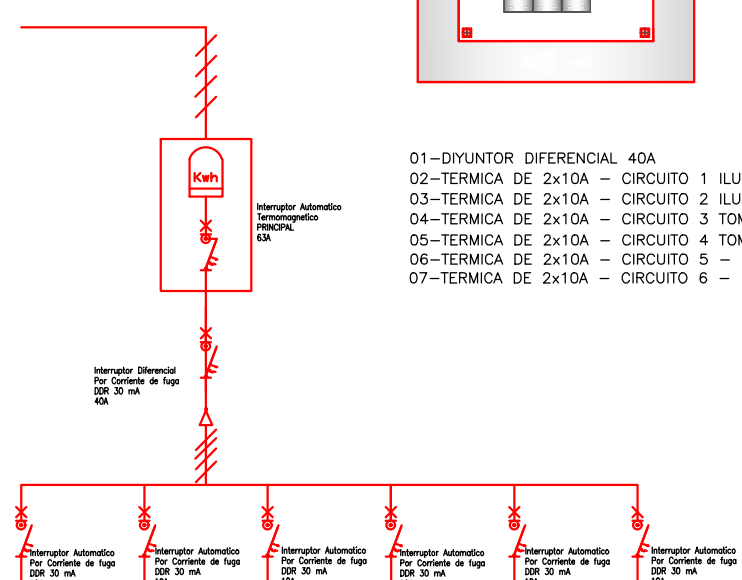 Kwh
Interruptor Automatico
Termomagnetico
PRINCIPAL
63A
01-DIYUNTOR DIFERENCIAL 40A
02-TERMICA DE 2x10A - CIRCUITO 1 ILU
03-TERMICA DE 2x10A - CIRCUITO 2 ILU
04-TERMICA DE 2x10A - CIRCUITO 3 TOM
05-TERMICA DE 2x10A - CIRCUITO 4 TOM
06-TERMICA DE 2x10A - CIRCUITO 5 -
07-TERMICA DE 2x10A - CIRCUITO 6 -
Interruptor Diferencial
Por Corriente de fuga
DDR 30 mA
40A
Interruptor Automatico
Por Corriente de fuga
DDR 30 mA
Interruptor Automatico
Por Corriente de fuga
DDR 30 mA
Interruptor Automatico
Por Corriente de fuga
DDR 30 mA
Interruptor Automatico
Por Corriente de fuga
DDR 30 mA
Interruptor Automatico
Por Corriente de fuga
DDR 30 mA
Interruptor Automatico
Por Corriente de fuga
DDR 30 mA